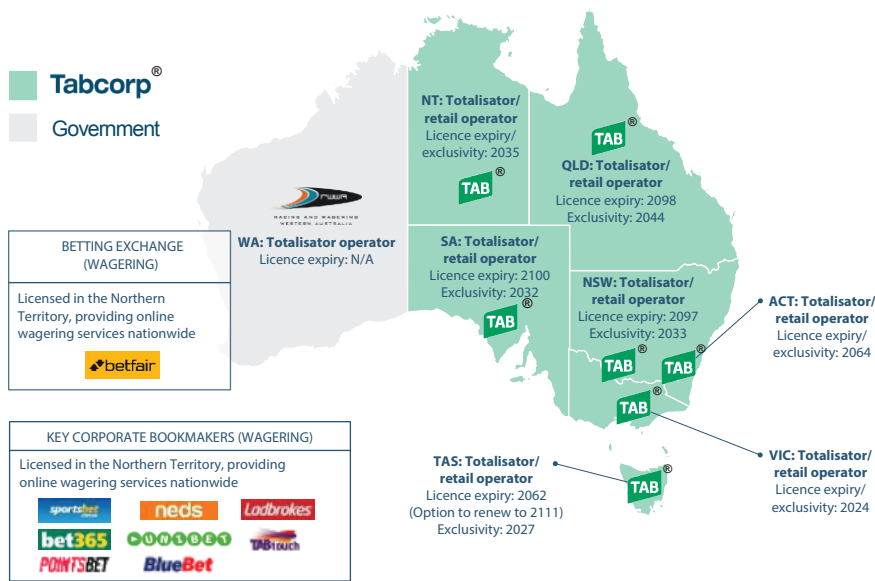 Tabcorp®
Government
NT: Totalisator/
retail operator
Licence expiry/
exclusivity: 2035
TAB®
TAB®
QLD: Totalisator/
retail operator
Licence expiry: 2098
Exclusivity: 2044
RWWA
RACING AND WAGERING
WESTERN AUSTRALIA
WA: Totalisator operator
Licence expiry: N/A
SA: Totalisator/
retail operator
Licence expiry: 2100
Exclusivity: 2032
TAB®
NSW: Totalisator/
retail operator
Licence expiry: 2097
Exclusivity: 2033
TAB®
TAB®
ACT: Totalisator/
retail operator
Licence expiry/
exclusivity: 2064
TAB®
VIC: Totalisator/
retail operator
Licence expiry/
exclusivity: 2024
TAS: Totalisator/
retail operator
Licence expiry: 2062
(Option to renew to 2111)
Exclusivity: 2027
TAB®
BETTING EXCHANGE
(WAGERING)
Licensed in the Northern
Territory, providing online
wagering services nationwide
betfair
KEY CORPORATE BOOKMAKERS (WAGERING)
Licensed in the Northern Territory, providing
online wagering services nationwide
sportsbet
neds
Ladbrokes
bet365
UNIBET
TABtouch
POINTSBET
BlueBet